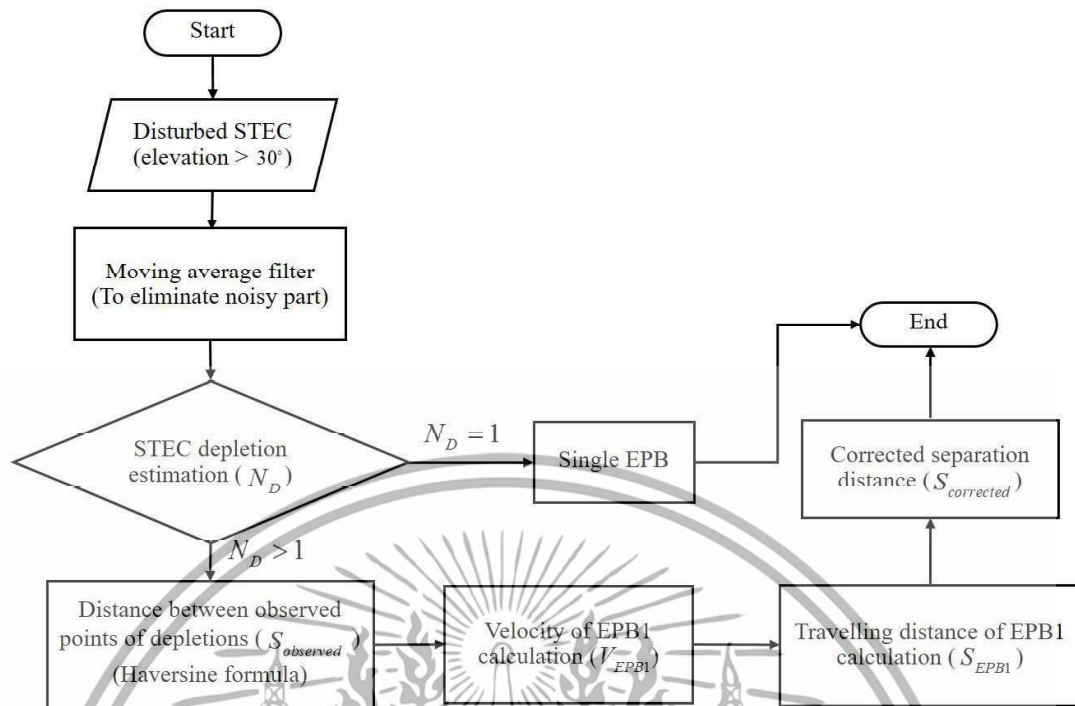 Start
Disturbed STEC
(elevation > 30°)
Moving average filter
(To eliminate noisy part)
STEC depletion
estimation ( N_D )
N_D = 1
Single EPB
End
N_D > 1
Distance between observed
points of depletions ( S_observed )
(Haversine formula)
Velocity of EPB1
calculation ( V_EPB1 )
Travelling distance of EPB1
calculation ( S_EPB1 )
Corrected separation
distance ( S_corrected )